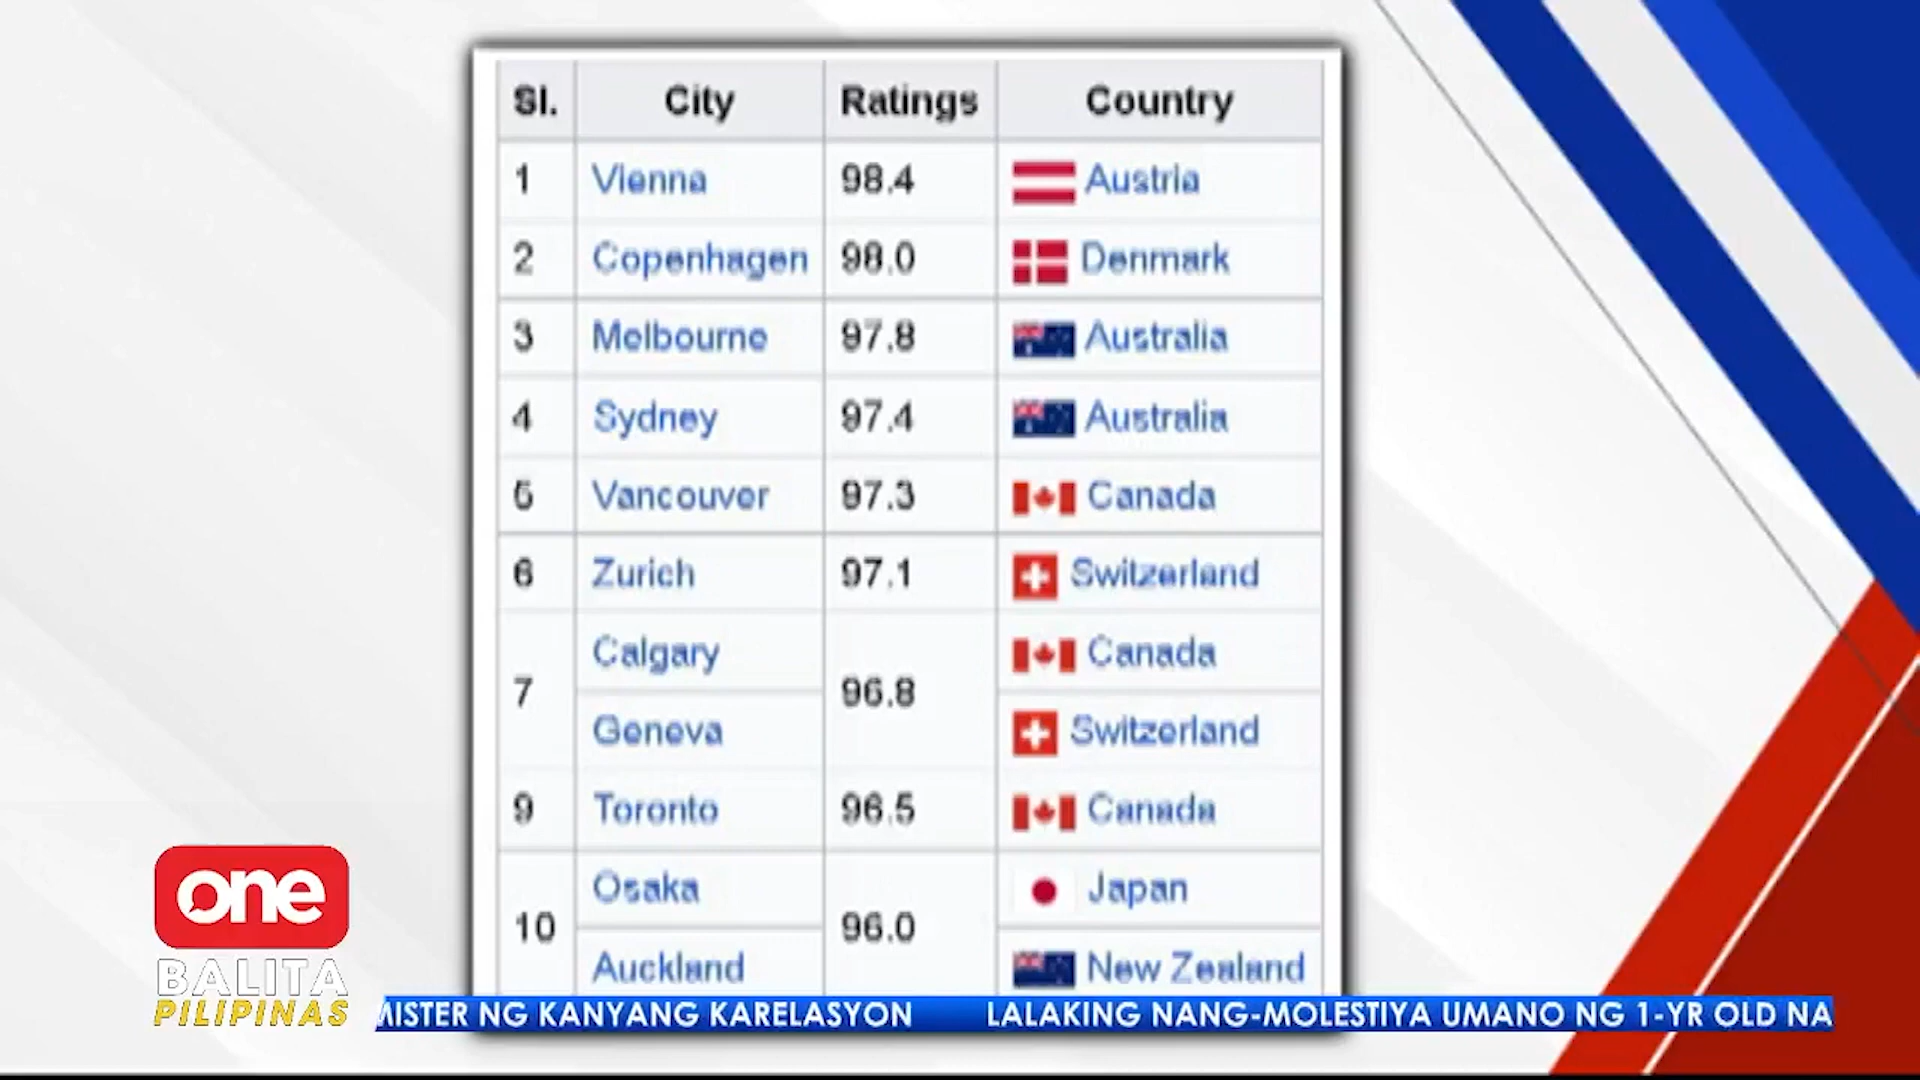 Sl. City Ratings Country
1 Vienna 98.4 Austria
2 Copenhagen 98.0 Denmark
3 Melbourne 97.8 Australia
4 Sydney 97.4 Australia
5 Vancouver 97.3 Canada
6 Zurich 97.1 Switzerland
7 Calgary 96.8 Canada
Geneva Switzerland
9 Toronto 96.5 Canada
10 Osaka 96.0 Japan
Auckland New Zealand
one
BALITA
PILIPINAS
MISTER NG KANYANG KARELASYON LALAKING NANG-MOLESTIYA UMANO NG 1-YR OLD NA